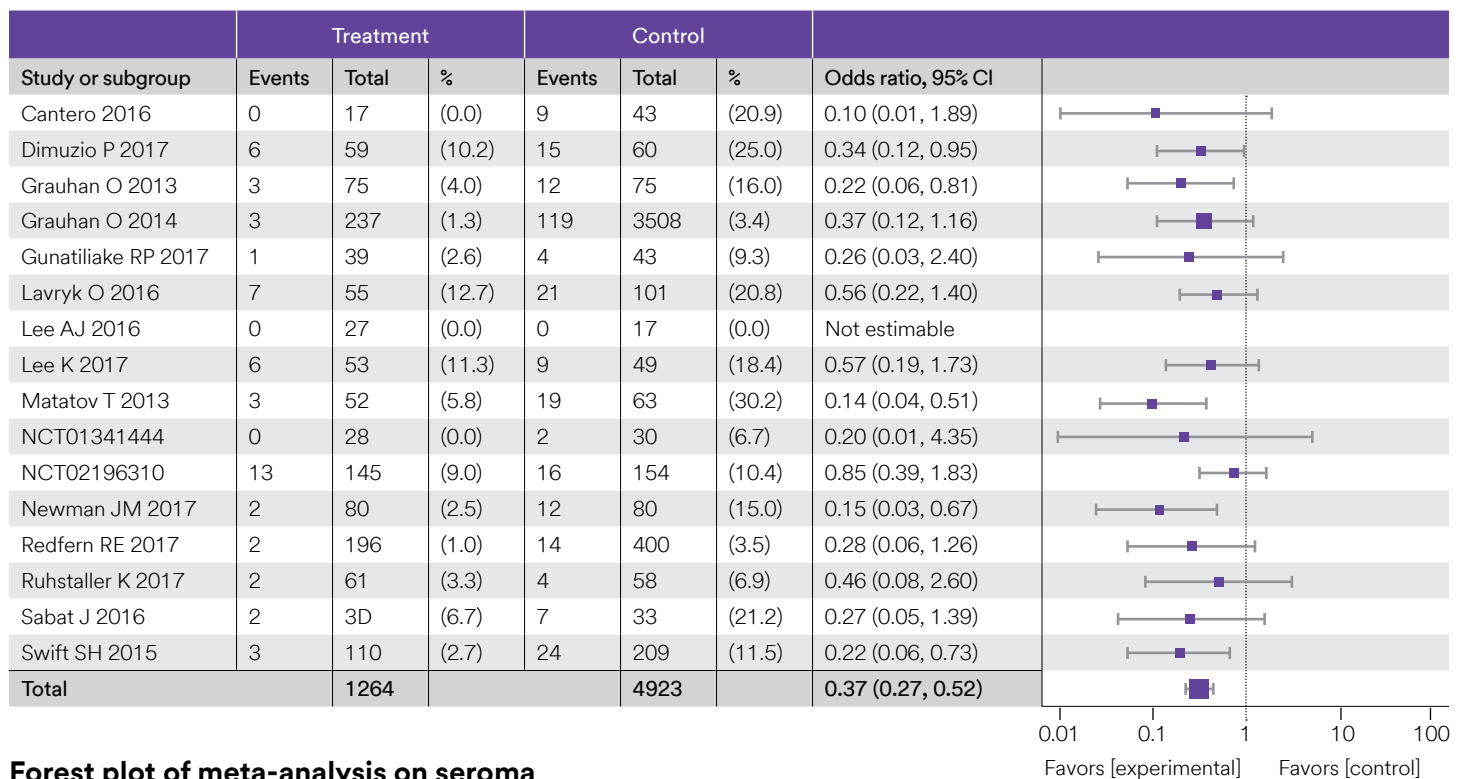 Treatment Control
Study or subgroup Events Total % Events Total % Odds ratio, 95% CI
Cantero 2016 0 17 (0.0) 9 43 (20.9) 0.10 (0.01, 1.89)
Dimuzio P 2017 6 59 (10.2) 15 60 (25.0) 0.34 (0.12, 0.95)
Grauhan O 2013 3 75 (4.0) 12 75 (16.0) 0.22 (0.06, 0.81)
Grauhan O 2014 3 237 (1.3) 119 3508 (3.4) 0.37 (0.12, 1.16)
Gunatiliake RP 2017 1 39 (2.6) 4 43 (9.3) 0.26 (0.03, 2.40)
Lavryk O 2016 7 55 (12.7) 21 101 (20.8) 0.56 (0.22, 1.40)
Lee AJ 2016 0 27 (0.0) 0 17 (0.0) Not estimable
Lee K 2017 6 53 (11.3) 9 49 (18.4) 0.57 (0.19, 1.73)
Matatov T 2013 3 52 (5.8) 19 63 (30.2) 0.14 (0.04, 0.51)
NCT01341444 0 28 (0.0) 2 30 (6.7) 0.20 (0.01, 4.35)
NCT02196310 13 145 (9.0) 16 154 (10.4) 0.85 (0.39, 1.83)
Newman JM 2017 2 80 (2.5) 12 80 (15.0) 0.15 (0.03, 0.67)
Redfern RE 2017 2 196 (1.0) 14 400 (3.5) 0.28 (0.06, 1.26)
Ruhstaller K 2017 2 61 (3.3) 4 58 (6.9) 0.46 (0.08, 2.60)
Sabat J 2016 2 3D (6.7) 7 33 (21.2) 0.27 (0.05, 1.39)
Swift SH 2015 3 110 (2.7) 24 209 (11.5) 0.22 (0.06, 0.73)
Total 1264 4923 0.37 (0.27, 0.52)
0.01 0.1 1 10 100
Favors [experimental] Favors [control]
Forest plot of meta-analysis on seroma